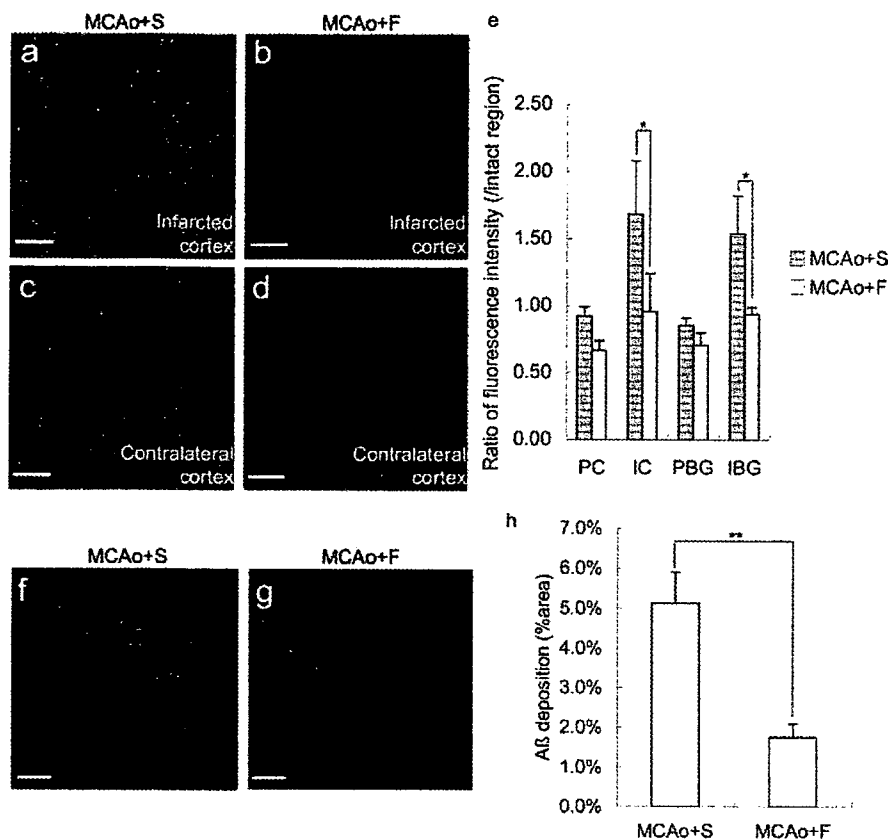 MCAo+S
MCAo+F
a
Infarcted
cortex
b
Infarcted
cortex
c
Contralateral
cortex
d
Contralateral
cortex
e
Ratio of fluorescence intensity (/intact region)
2.50
2.00
1.50
1.00
0.50
0.00
*
*
PC
IC
PBG
IBG
MCAo+S
MCAo+F
MCAo+S
MCAo+F
f
g
h
Aß deposition (%area)
7.0%
6.0%
5.0%
4.0%
3.0%
2.0%
1.0%
0.0%
**
MCAo+S
MCAo+F